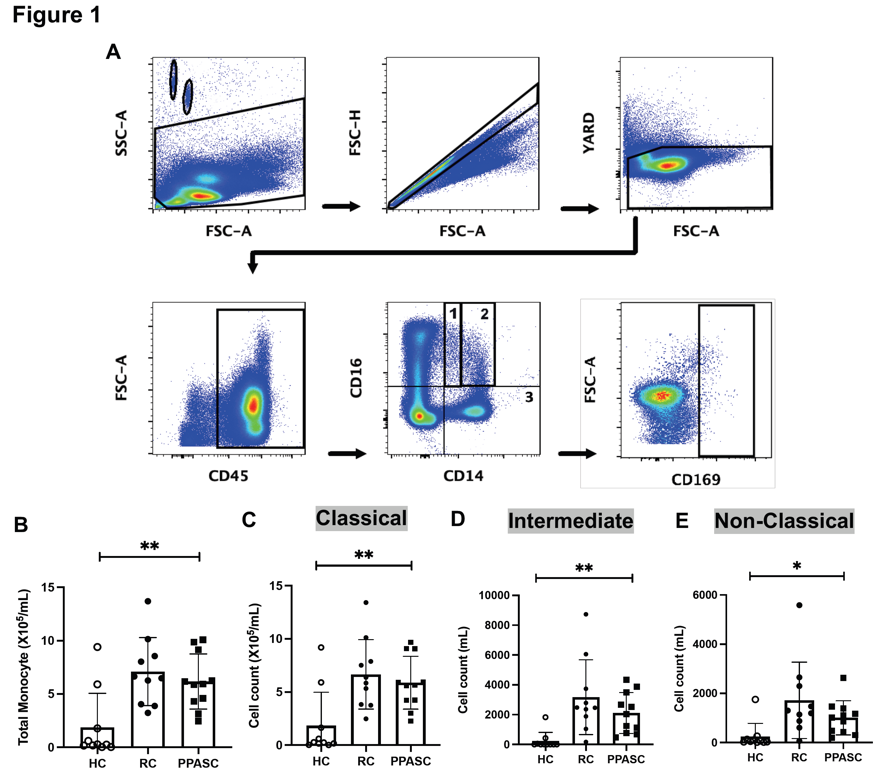 Figure 1
A
SSC-A
FSC-A
FSC-H
FSC-A
YARD
FSC-A
FSC-A
CD45
CD16
1
2
3
CD14
FSC-A
CD169
B
**
Total Monocyte (X10⁵/mL)
15
10
5
0
HC RC PPASC
C
Classical
**
Cell count (X10⁵/mL)
15
10
5
0
HC RC PPASC
D
Intermediate
**
Cell count (mL)
10000
8000
6000
4000
2000
0
HC RC PPASC
E
Non-Classical
*
Cell count (mL)
6000
4000
2000
0
HC RC PPASC